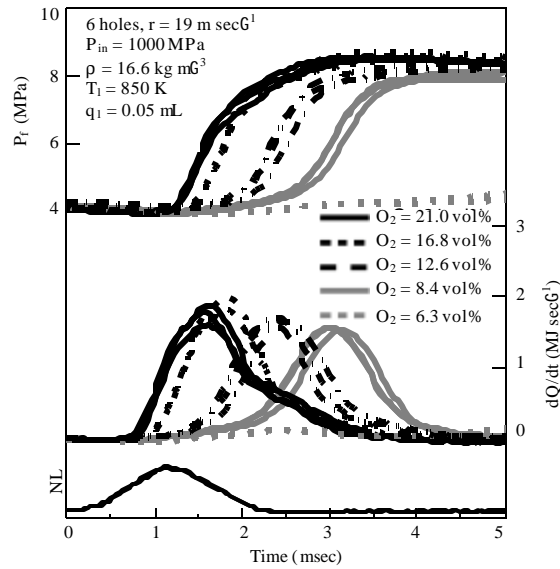 10
8
6
4
P_f (MPa)
6 holes, r = 19 m secG¹
P_in = 1000 MPa
ρ = 16.6 kg mG³
T_l = 850 K
q_l = 0.05 mL
O₂ = 21.0 vol%
O₂ = 16.8 vol%
O₂ = 12.6 vol%
O₂ = 8.4 vol%
O₂ = 6.3 vol%
3
2
1
0
dQ/dt (MJ secG¹)
NL
0 1 2 3 4 5
Time (msec)